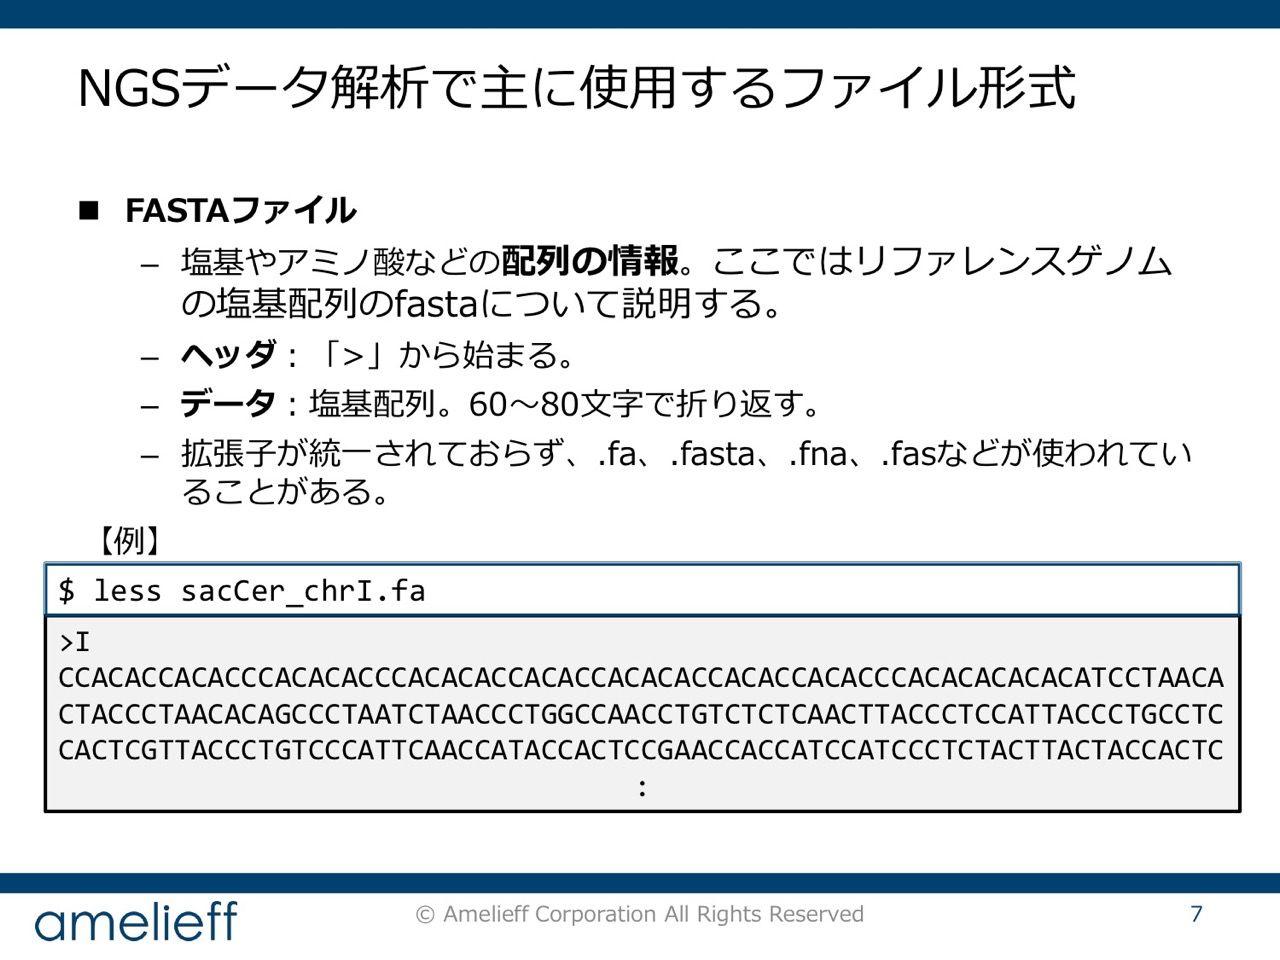 NGSデータ解析で主に使用するファイル形式
■ FASTAファイル
– 塩基やアミノ酸などの配列の情報。ここではリファレンスゲノム
の塩基配列のfastaについて説明する。
– ヘッダ：「>」から始まる。
– データ：塩基配列。60～80文字で折り返す。
– 拡張子が統一されておらず、.fa、.fasta、.fna、.fasなどが使われてい
ることがある。
【例】
$ less sacCer_chrI.fa
>I
CCACACCACACCCACACACCCACACACCACACCACACACCACACCACACCCACACACACACATCCTAACA
CTACCCTAACACAGCCCTAATCTAACCCTGGCCAACCTGTCTCTCAACTTACCCTCCATTACCCTGCCTC
CACTCGTTACCCTGTCCCATTCAACCATACCACTCCGAACCACCATCCATCCCTCTACTTACTACCACTC
:
amelieff
© Amelieff Corporation All Rights Reserved
7